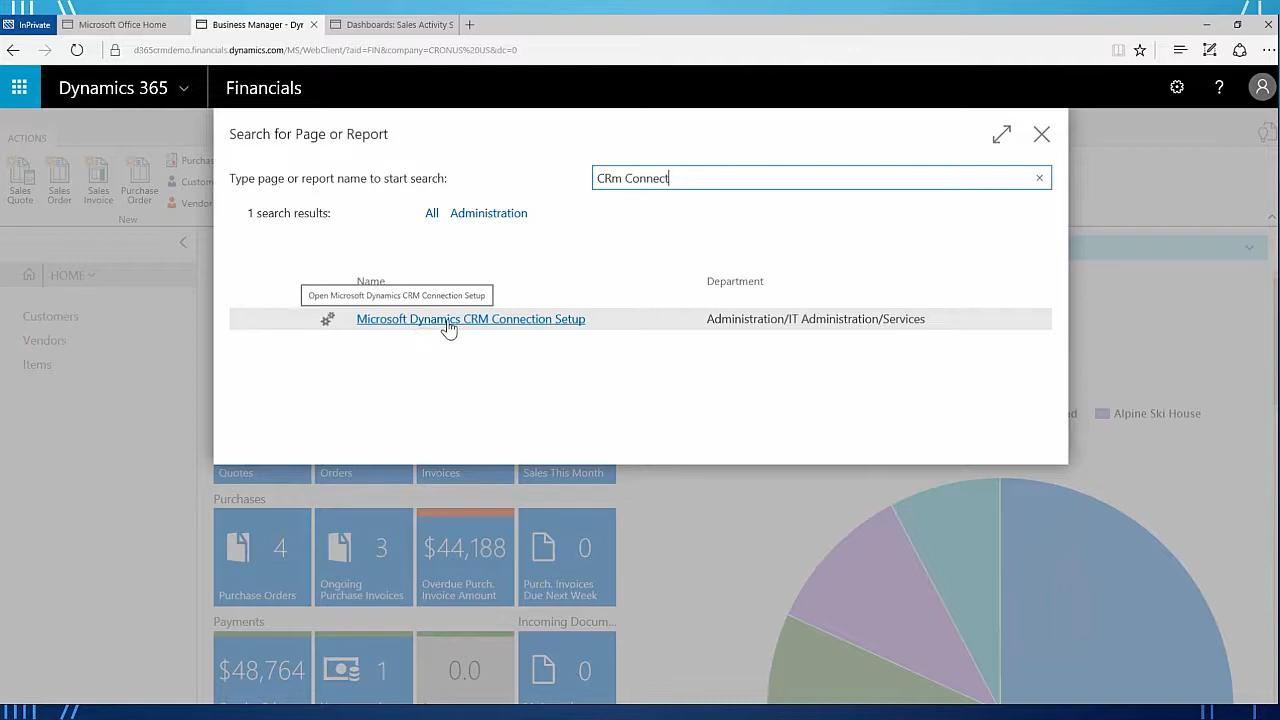 InPrivate
Microsoft Office Home
Business Manager - Dyr
Dashboards: Sales Activity S
d365crmdemo.financials.dynamics.com/MS/WebClient/?aid=FIN&company=CRONUS%20US&dc=0
Dynamics 365
Financials
?
ACTIONS
Sales Quote
Sales Order
Sales Invoice
Purchase Order
Purchas
Custom
Vendor
New
HOME
Customers
Vendors
Items
Search for Page or Report
Type page or report name to start search:
CRm Connect
1 search results:
All
Administration
Name
Department
Open Microsoft Dynamics CRM Connection Setup
Microsoft Dynamics CRM Connection Setup
Administration/IT Administration/Services
Alpine Ski House
Quotes
Orders
Invoices
Sales This Month
Purchases
4
Purchase Orders
3
Ongoing
Purchase Invoices
$44,188
Overdue Purch.
Invoice Amount
0
Purch. Invoices
Due Next Week
Payments
Incoming Docum...
$48,764
1
0.0
0